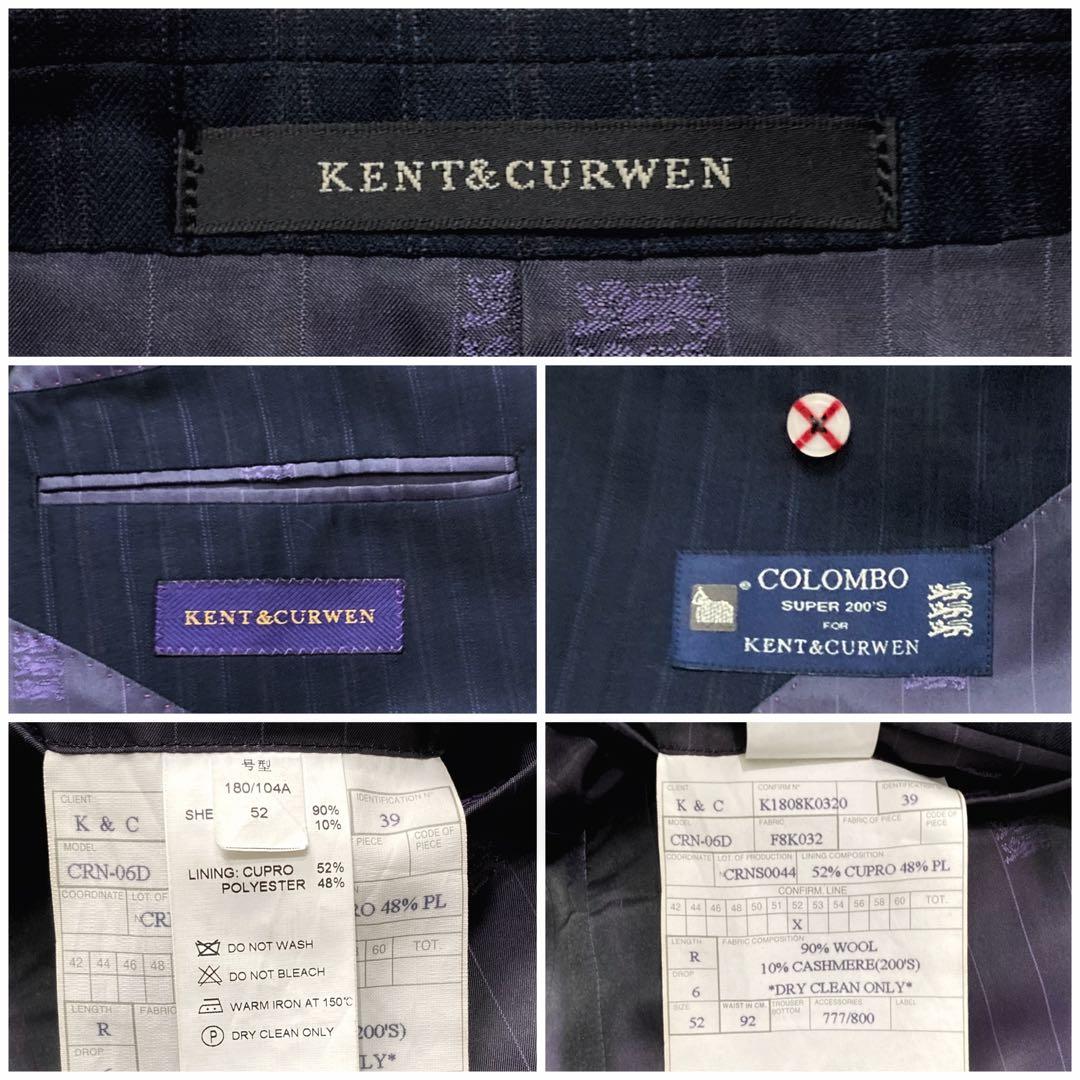 KENT&CURWEN
KENT&CURWEN
COLOMBO
SUPER 200'S
FOR
KENT&CURWEN
号型
180/104A
52
SHE
90%
10%
LINING: CUPRO 52%
POLYESTER 48%
DO NOT WASH
DO NOT BLEACH
WARM IRON AT 150℃
DRY CLEAN ONLY
CLIENT
K & C
IDENTIFICATION N°
39
MODEL
CRN-06D
CODE OF
PIECE
COORDINATE LOT. OF
N°CR
RO 48% PL
42 44 46 48
60 TOT.
LENGTH FABRIC
R
200'S)
DROP
6
LY*
CLIENT CONFIRM N° IDENTIFICATION N°
K & C K1808K0320 39
MODEL FABRIC FABRIC OF PIECE CODE OF
PIECE
CRN-06D F8K032
COORDINATE LOT. OF PRODUCTION LINING COMPOSITION
N°CRNS0044 52% CUPRO 48% PL
CONFIRM. LINE
42 44 46 48 50 51 52 53 54 56 58 60 TOT.
X
LENGTH FABRIC COMPOSITION
R 90% WOOL
10% CASHMERE(200'S)
DROP
6 *DRY CLEAN ONLY*
SIZE WAIST IN CM. TROUSER
BOTTOM ACCESSORIES LABEL
52 92 777/800